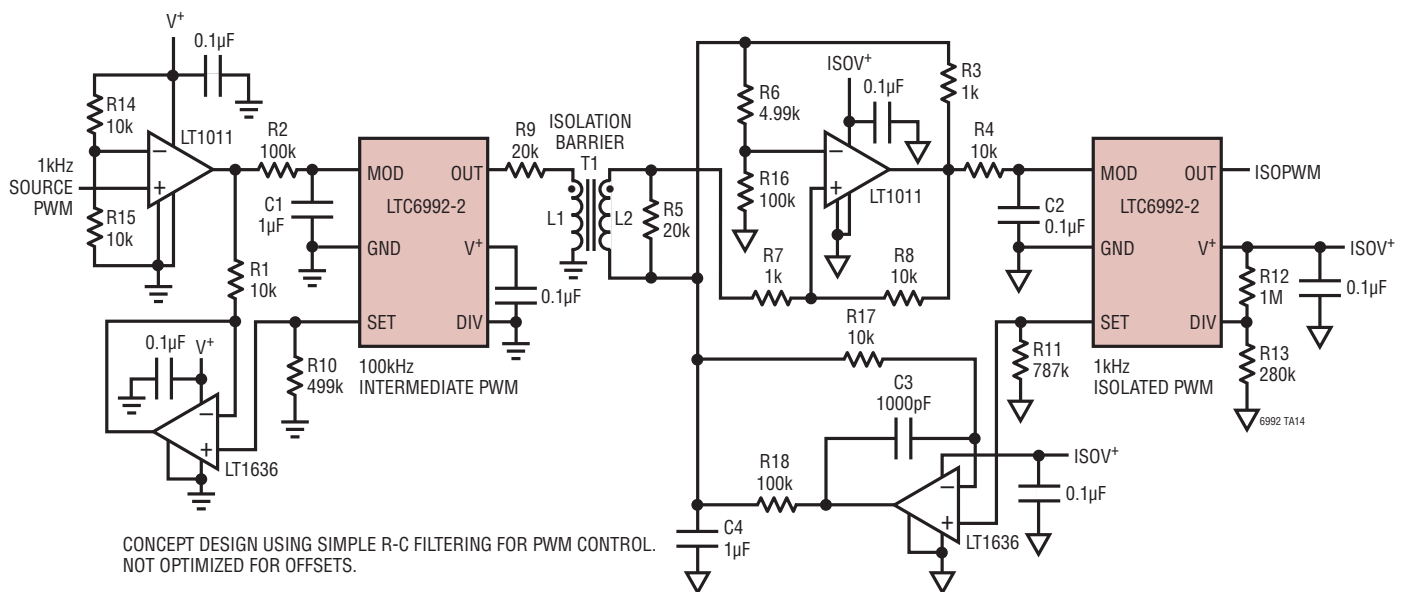 V+
0.1µF
R14
10k
LT1011
R2
100k
1kHz
SOURCE
PWM
R15
10k
C1
1µF
R1
10k
MOD
OUT
LTC6992-2
GND
V+
SET
DIV
100kHz
INTERMEDIATE PWM
0.1µF
R10
499k
0.1µF
V+
LT1636
R9
20k
ISOLATION
BARRIER
T1
L1
L2
R5
20k
R6
4.99k
R16
100k
ISOV+
0.1µF
LT1011
R3
1k
R7
1k
R8
10k
R4
10k
C2
0.1µF
MOD
OUT
LTC6992-2
GND
V+
SET
DIV
1kHz
ISOLATED PWM
ISOPWM
ISOV+
R12
1M
0.1µF
R13
280k
6992 TA14
R11
787k
R17
10k
C3
1000pF
R18
100k
ISOV+
0.1µF
LT1636
C4
1µF
CONCEPT DESIGN USING SIMPLE R-C FILTERING FOR PWM CONTROL.
NOT OPTIMIZED FOR OFFSETS.